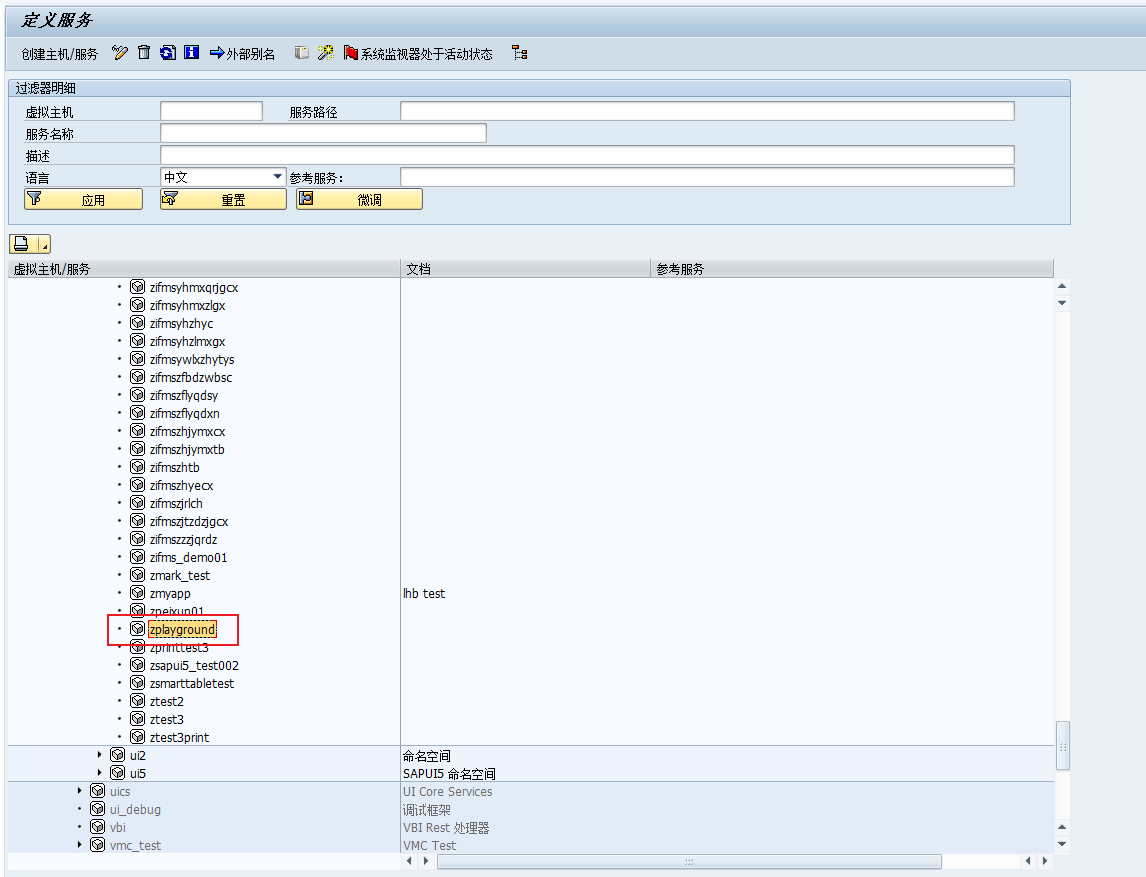 定义服务
创建主机/服务 外部别名 系统监视器处于活动状态
过滤器明细
虚拟主机 服务路径
服务名称
描述
语言 中文 参考服务:
应用 重置 微调
虚拟主机/服务 文档 参考服务
zifmsyhmxqrjgcx
zifmsyhmxzlgx
zifmsyhzhyc
zifmsyhzlmxgx
zifmsywlxzhytys
zifmszfbdzwbsc
zifmszflyqdsy
zifmszflyqdxn
zifmszhjymxcx
zifmszhjymxtb
zifmszhtb
zifmszhyecx
zifmszjrlch
zifmszjtzdzjgcx
zifmszzzjqrdz
zifms_demo01
zmark_test
zmyapp lhb test
zpeixun01
zplayground
zprinttest3
zsapui5_test002
zsmarttabletest
ztest2
ztest3
ztest3print
ui2 命名空间
ui5 SAPUI5 命名空间
uics UI Core Services
ui_debug 调试框架
vbi VBI Rest 处理器
vmc_test VMC Test